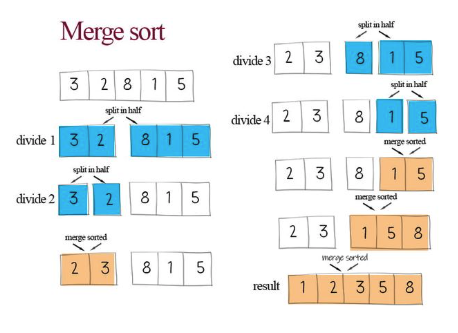 Merge sort
3 2 8 1 5
split in half
divide 1 3 2 8 1 5
split in half
divide 2 3 2 8 1 5
merge sorted
2 3 8 1 5
split in half
divide 3 2 3 8 1 5
split in half
divide 4 2 3 8 1 5
merge sorted
2 3 8 1 5
merge sorted
2 3 1 5 8
merge sorted
result 1 2 3 5 8